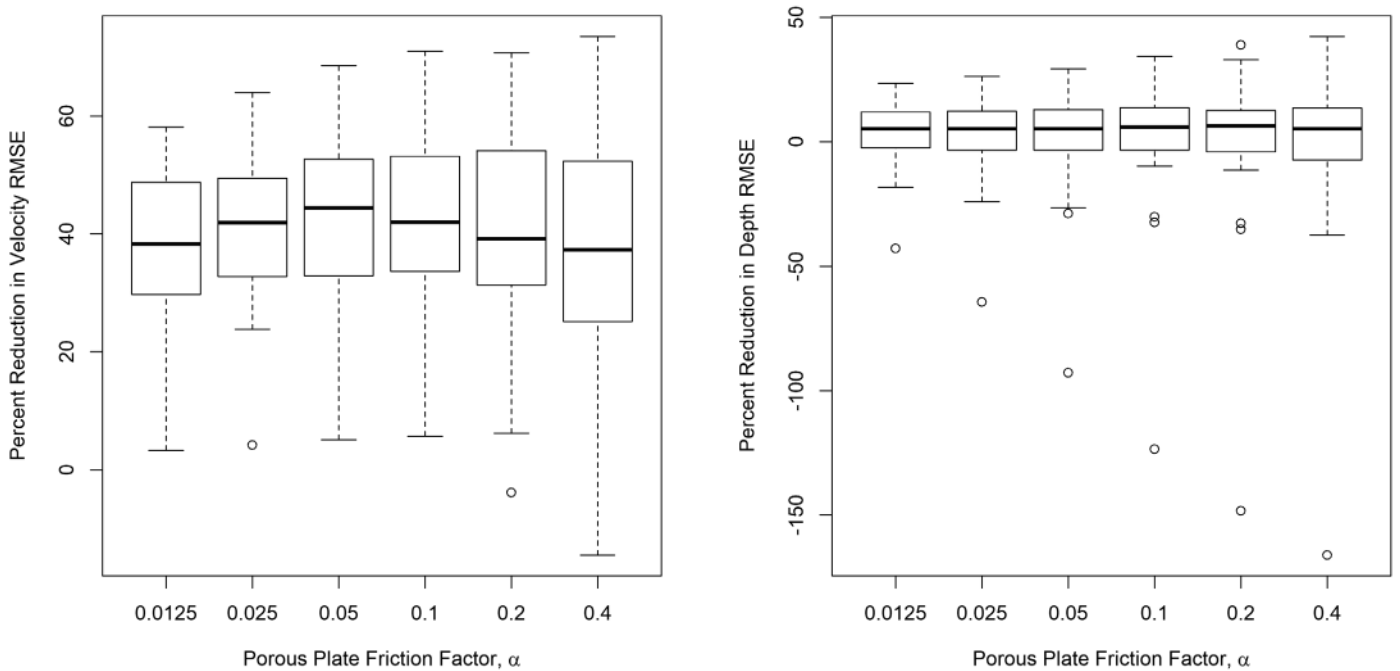 Percent Reduction in Velocity RMSE
60
40
20
0
0.0125 0.025 0.05 0.1 0.2 0.4
Porous Plate Friction Factor, α
Percent Reduction in Depth RMSE
50
0
-50
-100
-150
0.0125 0.025 0.05 0.1 0.2 0.4
Porous Plate Friction Factor, α